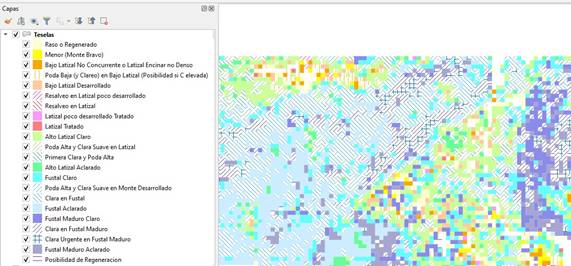 Capas
Teselas
Raso o Regenerado
Menor (Monte Bravo)
Bajo Latizal No Concurrente o Latizal Encinar no Denso
Poda Baja (y Clareo) en Bajo Latizal (Posibilidad si C elevada)
Bajo Latizal Desarrollado
Resalveo en Latizal poco desarrollado
Resalveo en Latizal
Latizal poco desarrollado Tratado
Latizal Tratado
Alto Latizal Claro
Poda Alta y Clara Suave en Latizal
Primera Clara y Poda Alta
Alto Latizal Aclarado
Fustal Claro
Poda Alta y Clara Suave en Monte Desarrollado
Clara en Fustal
Fustal Aclarado
Fustal Maduro Claro
Clara en Fustal Maduro
Clara Urgente en Fustal Maduro
Fustal Maduro Aclarado
Posibilidad de Regeneracion